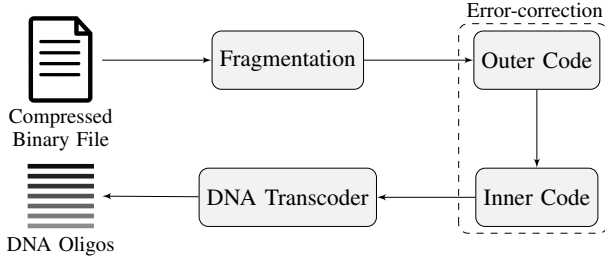 Error-correction
Compressed
Binary File
Fragmentation
Outer Code
Inner Code
DNA Transcoder
DNA Oligos